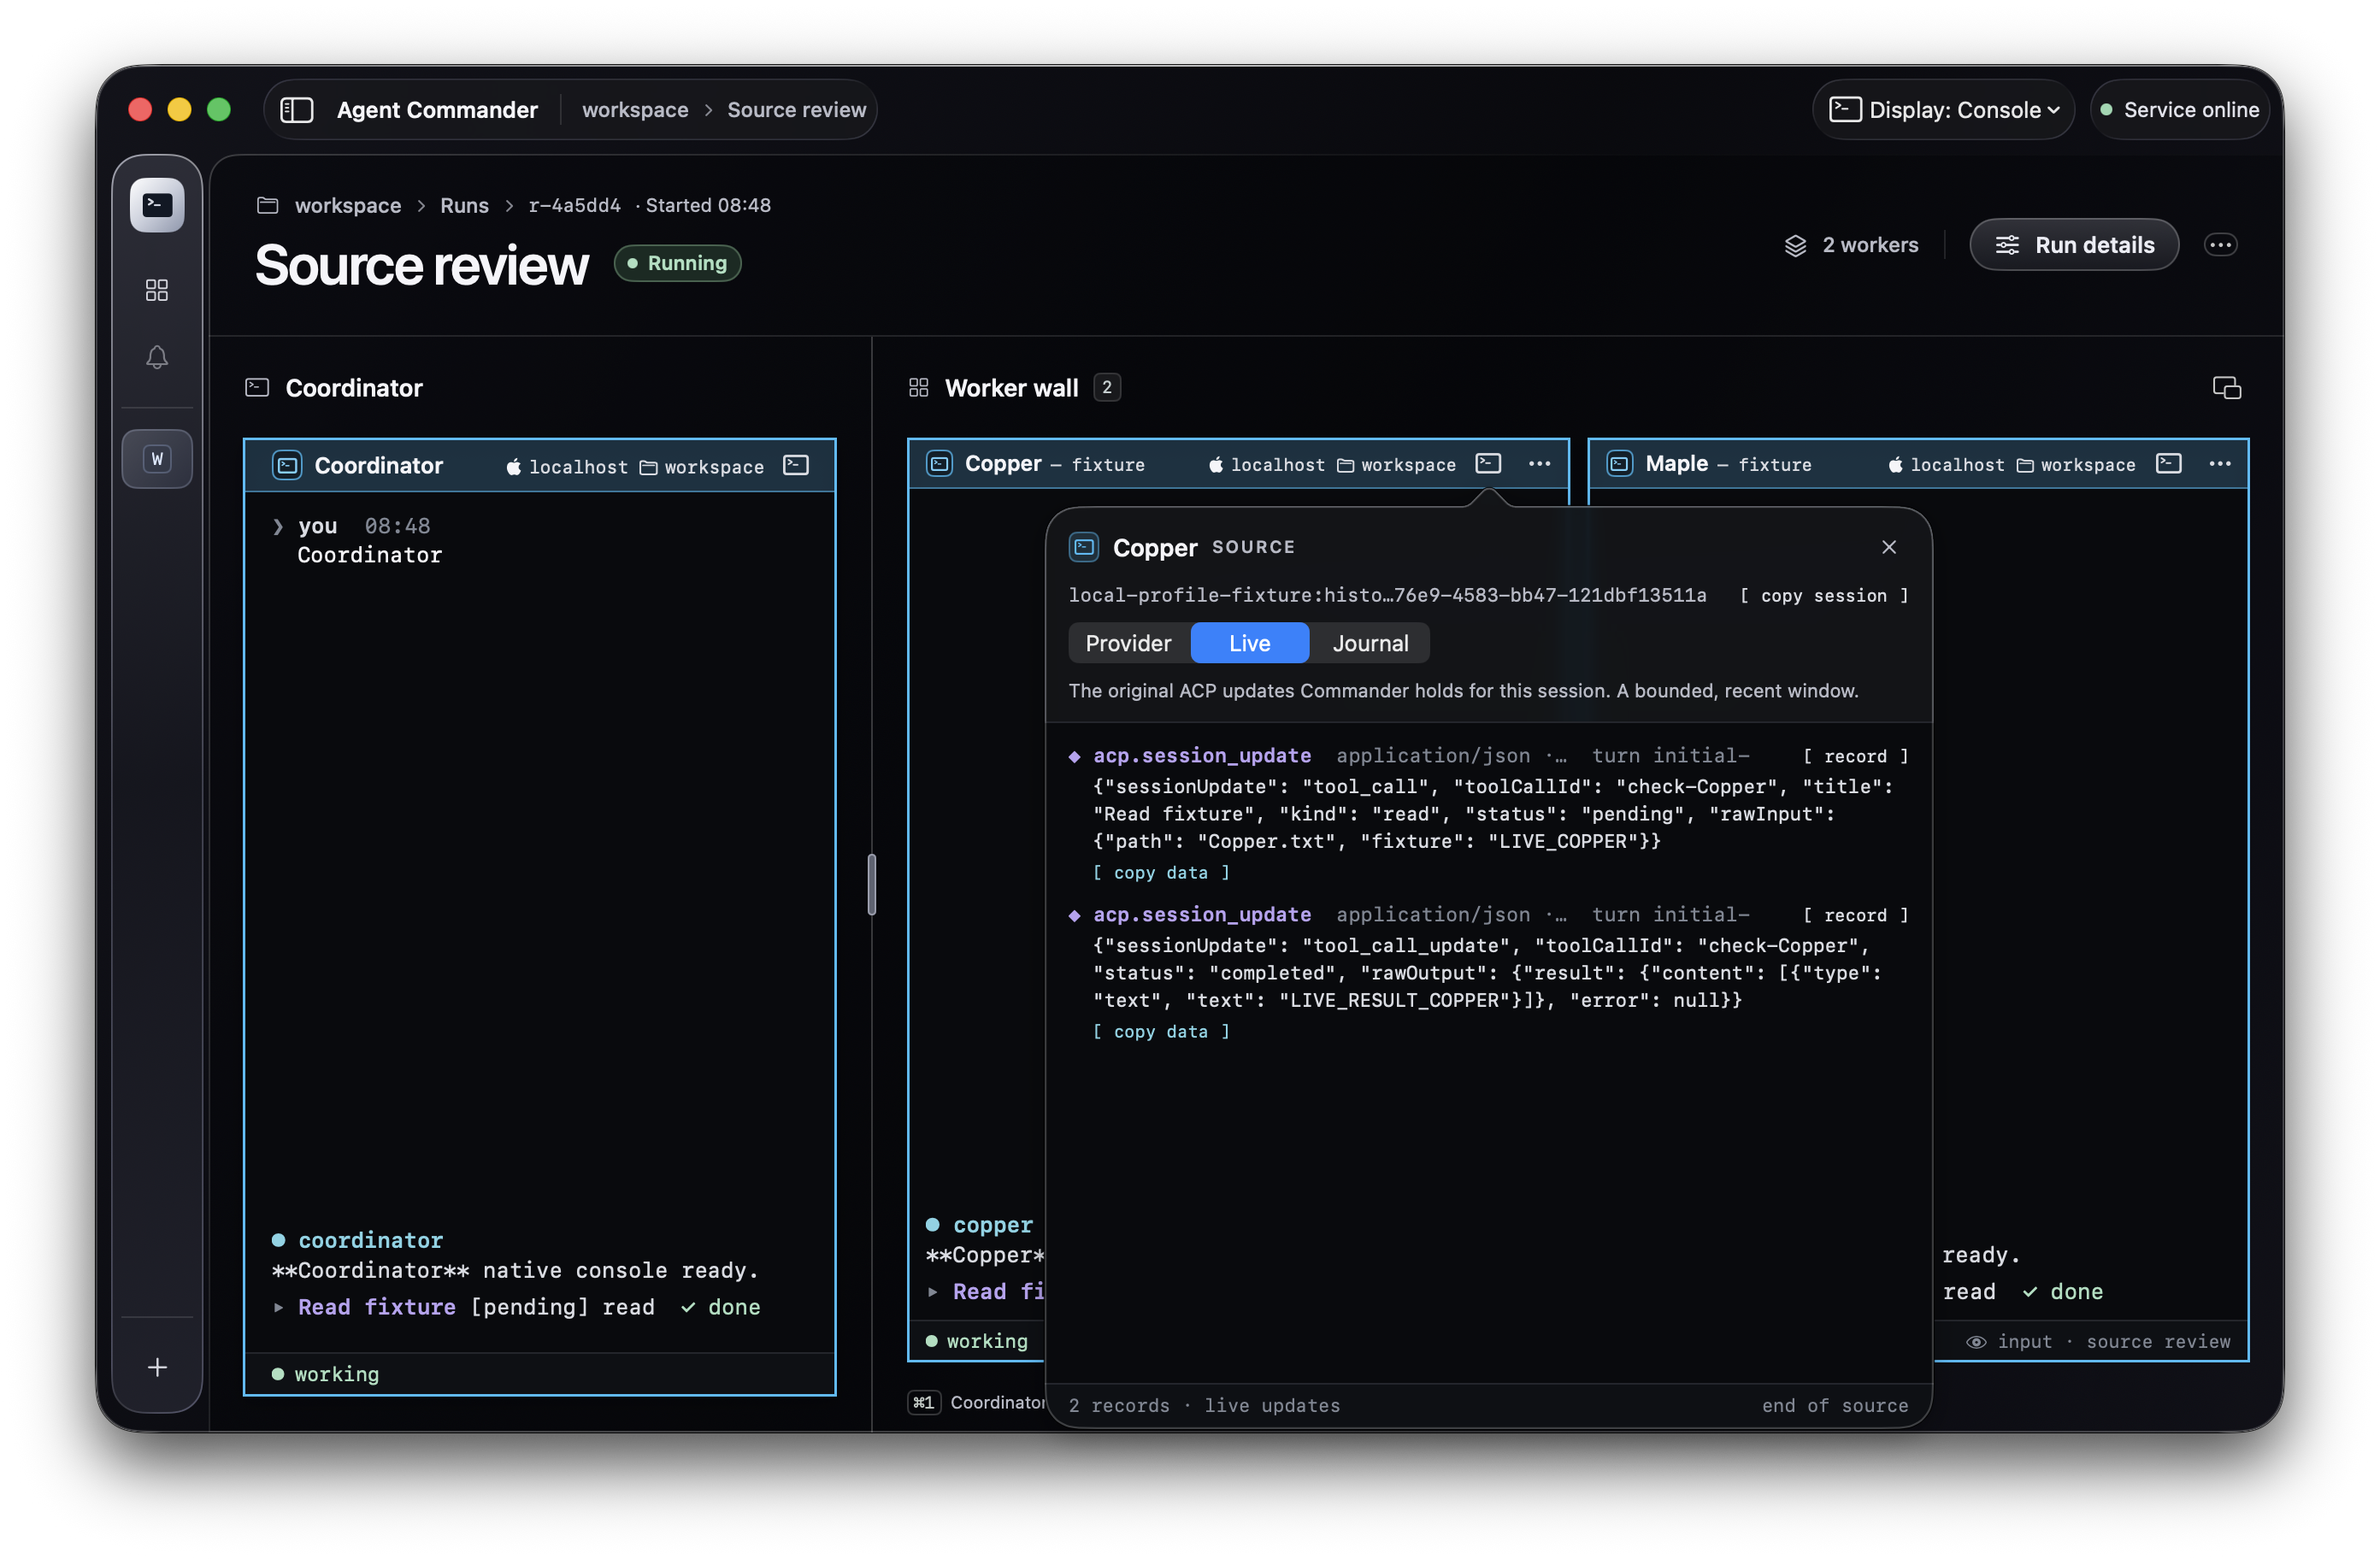 Agent Commander workspace › Source review
Display: Console
Service online
workspace › Runs › r-4a5dd4 · Started 08:48
Source review
Running
2 workers
Run details
W
Coordinator
Coordinator localhost workspace
❯ you 08:48
Coordinator
● coordinator
**Coordinator** native console ready.
▸ Read fixture [pending] read ✓ done
● working
Worker wall 2
Copper – fixture localhost workspace
Maple – fixture localhost workspace
Copper SOURCE
local-profile-fixture:histo…76e9-4583-bb47-121dbf13511a [ copy session ]
Provider Live Journal
The original ACP updates Commander holds for this session. A bounded, recent window.
◆ acp.session_update application/json ·… turn initial- [ record ]
{"sessionUpdate": "tool_call", "toolCallId": "check-Copper", "title":
"Read fixture", "kind": "read", "status": "pending", "rawInput":
{"path": "Copper.txt", "fixture": "LIVE_COPPER"}}
[ copy data ]
◆ acp.session_update application/json ·… turn initial- [ record ]
{"sessionUpdate": "tool_call_update", "toolCallId": "check-Copper",
"status": "completed", "rawOutput": {"result": {"content": [{"type":
"text", "text": "LIVE_RESULT_COPPER"}]}, "error": null}}
[ copy data ]
2 records · live updates end of source
● copper
**Copper*
▸ Read fi
● working
ready.
read ✓ done
input · source review
⌘1 Coordinator